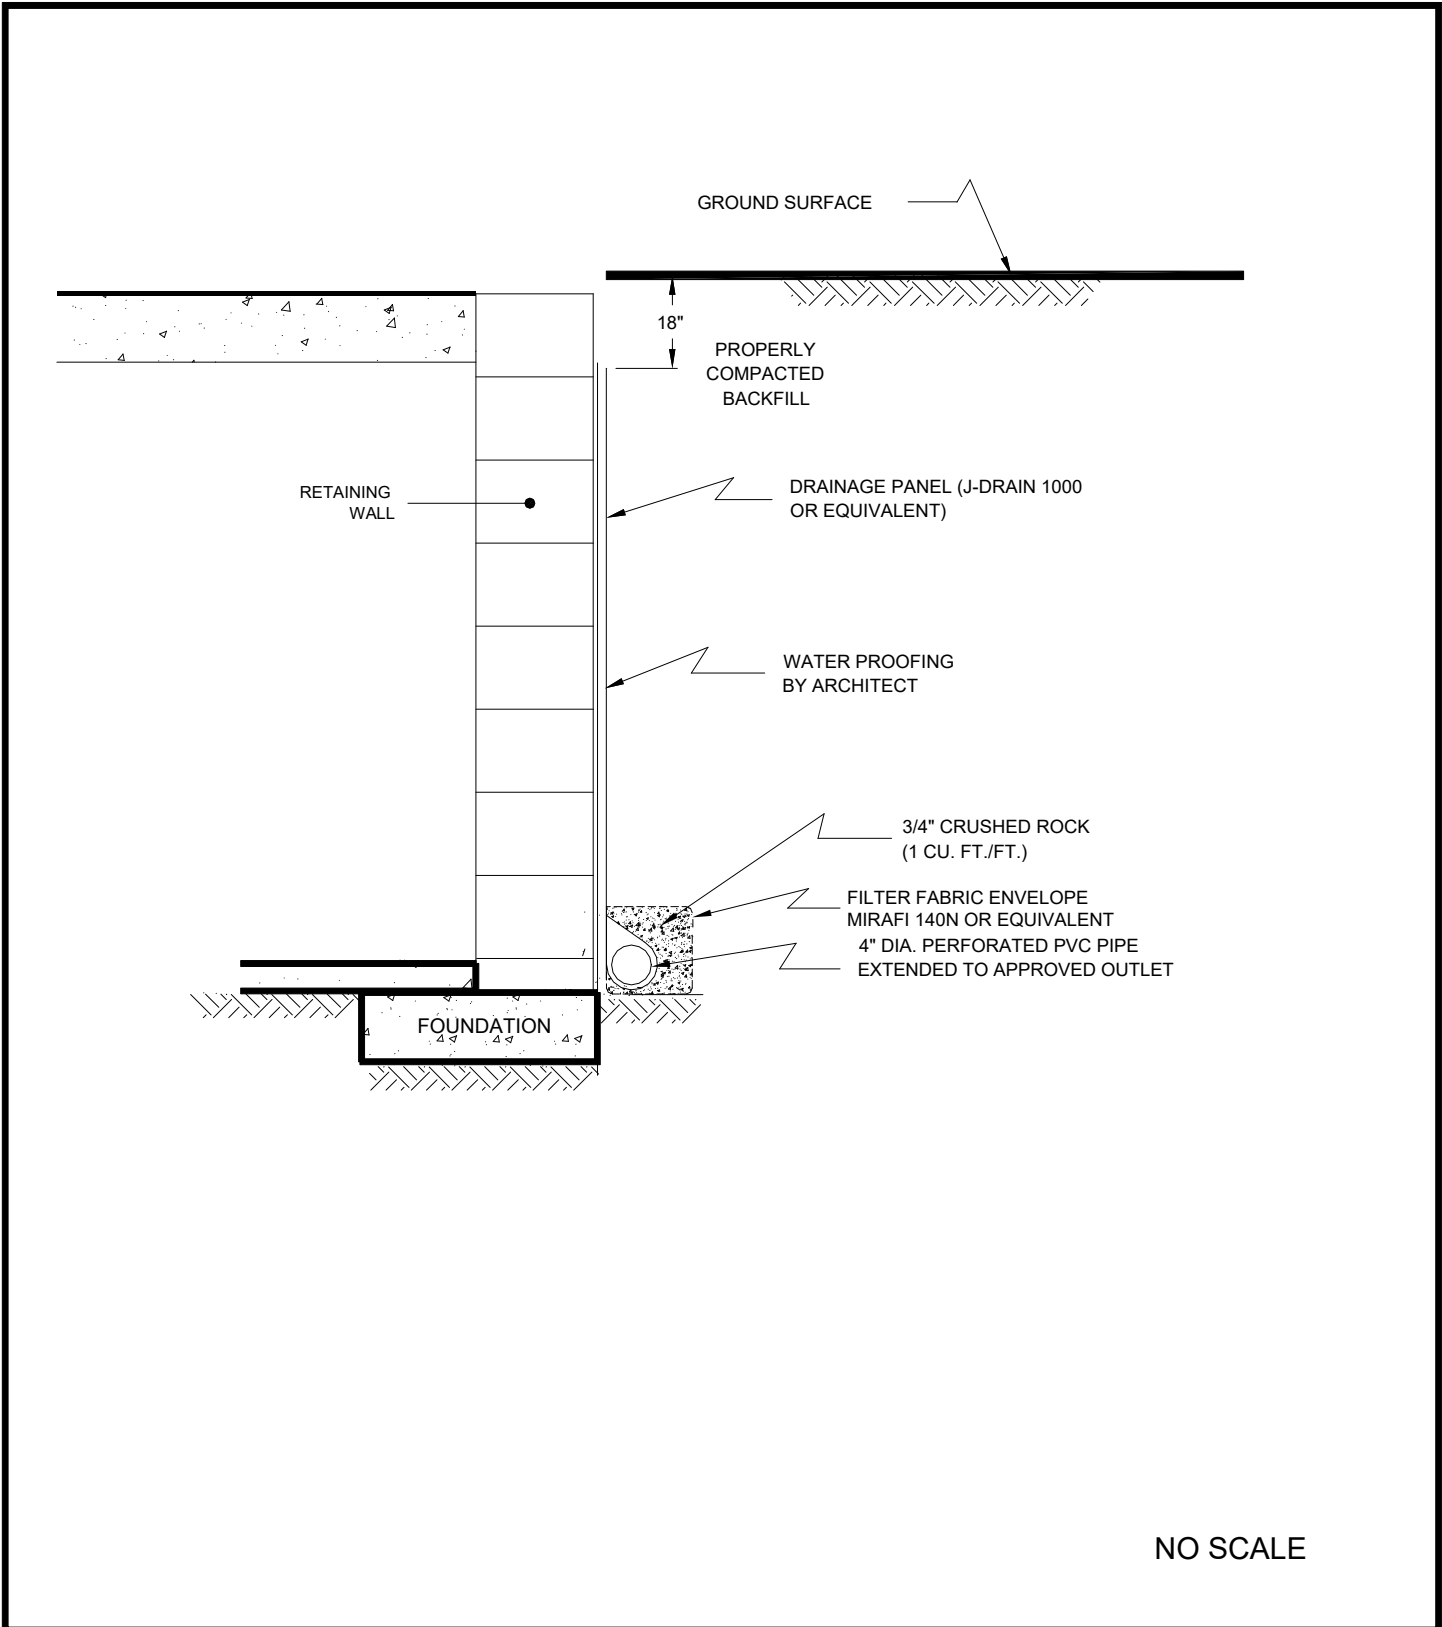 GROUND SURFACE
18"
PROPERLY
COMPACTED
BACKFILL
RETAINING
WALL
DRAINAGE PANEL (J-DRAIN 1000
OR EQUIVALENT)
WATER PROOFING
BY ARCHITECT
3/4" CRUSHED ROCK
(1 CU. FT./FT.)
FILTER FABRIC ENVELOPE
MIRAFI 140N OR EQUIVALENT
4" DIA. PERFORATED PVC PIPE
EXTENDED TO APPROVED OUTLET
FOUNDATION
NO SCALE